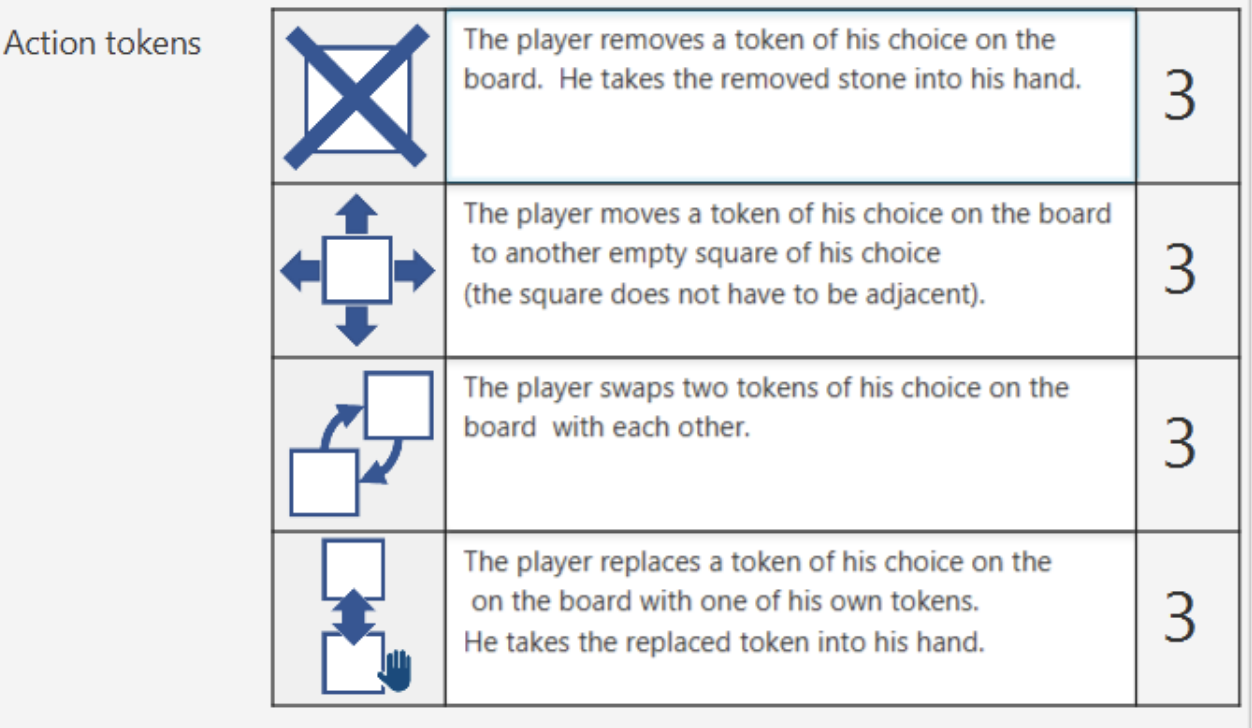 Action tokens
The player removes a token of his choice on the
board.  He takes the removed stone into his hand.
3
The player moves a token of his choice on the board
to another empty square of his choice
(the square does not have to be adjacent).
3
The player swaps two tokens of his choice on the
board  with each other.
3
The player replaces a token of his choice on the
on the board with one of his own tokens.
He takes the replaced token into his hand.
3